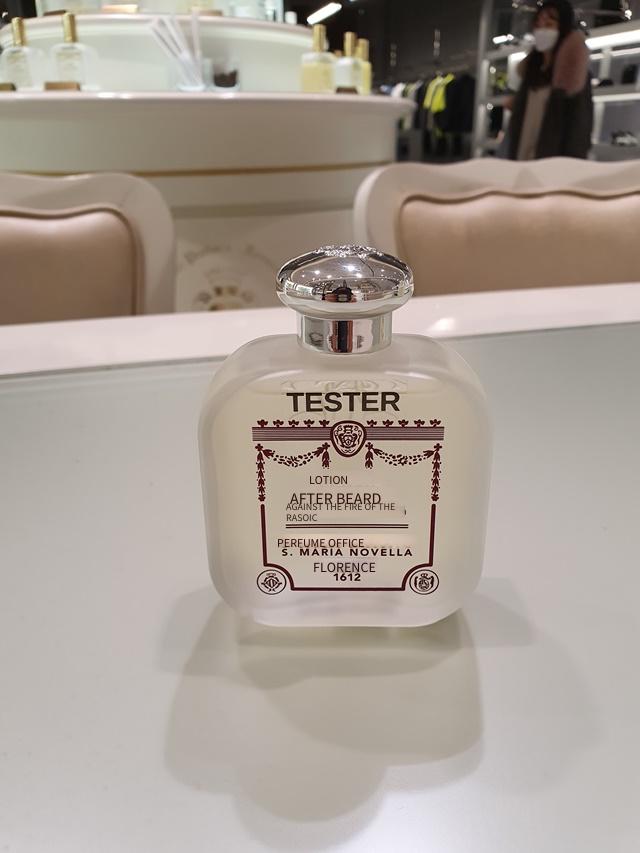 TESTER
LOTION
AFTER BEARD
AGAINST THE FIRE OF THE
RASOIC
PERFUME OFFICE
S. MARIA NOVELLA
FLORENCE
1612